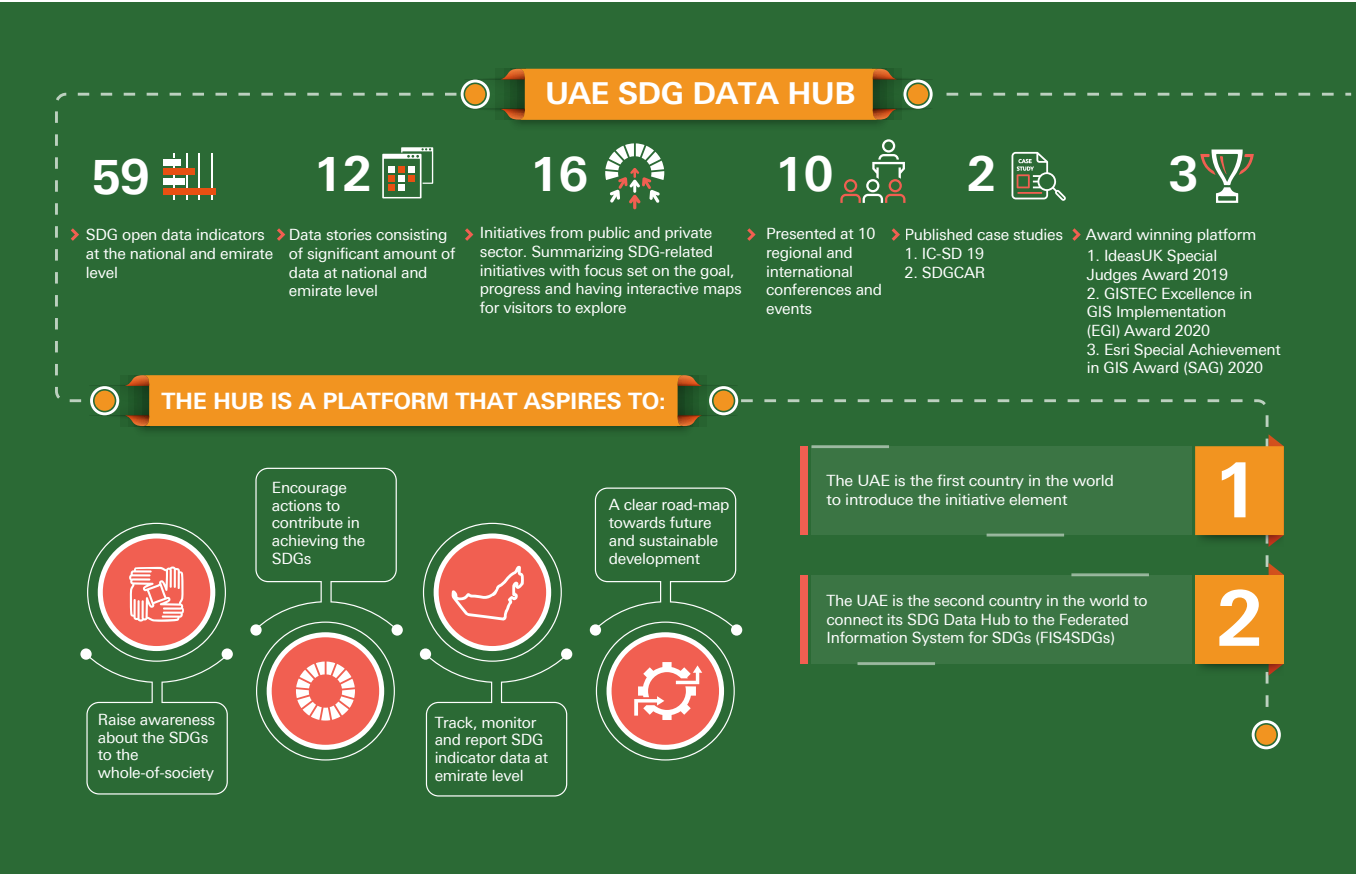 UAE SDG DATA HUB
59
SDG open data indicators
at the national and emirate
level
12
Data stories consisting
of significant amount of
data at national and
emirate level
16
Initiatives from public and private
sector. Summarizing SDG-related
initiatives with focus set on the goal,
progress and having interactive maps
for visitors to explore
10
Presented at 10
regional and
international
conferences and
events
2
CASE
STUDY
Published case studies
1. IC-SD 19
2. SDGCAR
3
Award winning platform
1. IdeasUK Special
Judges Award 2019
2. GISTEC Excellence in
GIS Implementation
(EGI) Award 2020
3. Esri Special Achievement
in GIS Award (SAG) 2020
THE HUB IS A PLATFORM THAT ASPIRES TO:
Raise awareness
about the SDGs
to the
whole-of-society
Encourage
actions to
contribute in
achieving the
SDGs
Track, monitor
and report SDG
indicator data at
emirate level
A clear road-map
towards future
and sustainable
development
The UAE is the first country in the world
to introduce the initiative element
1
The UAE is the second country in the world to
connect its SDG Data Hub to the Federated
Information System for SDGs (FIS4SDGs)
2